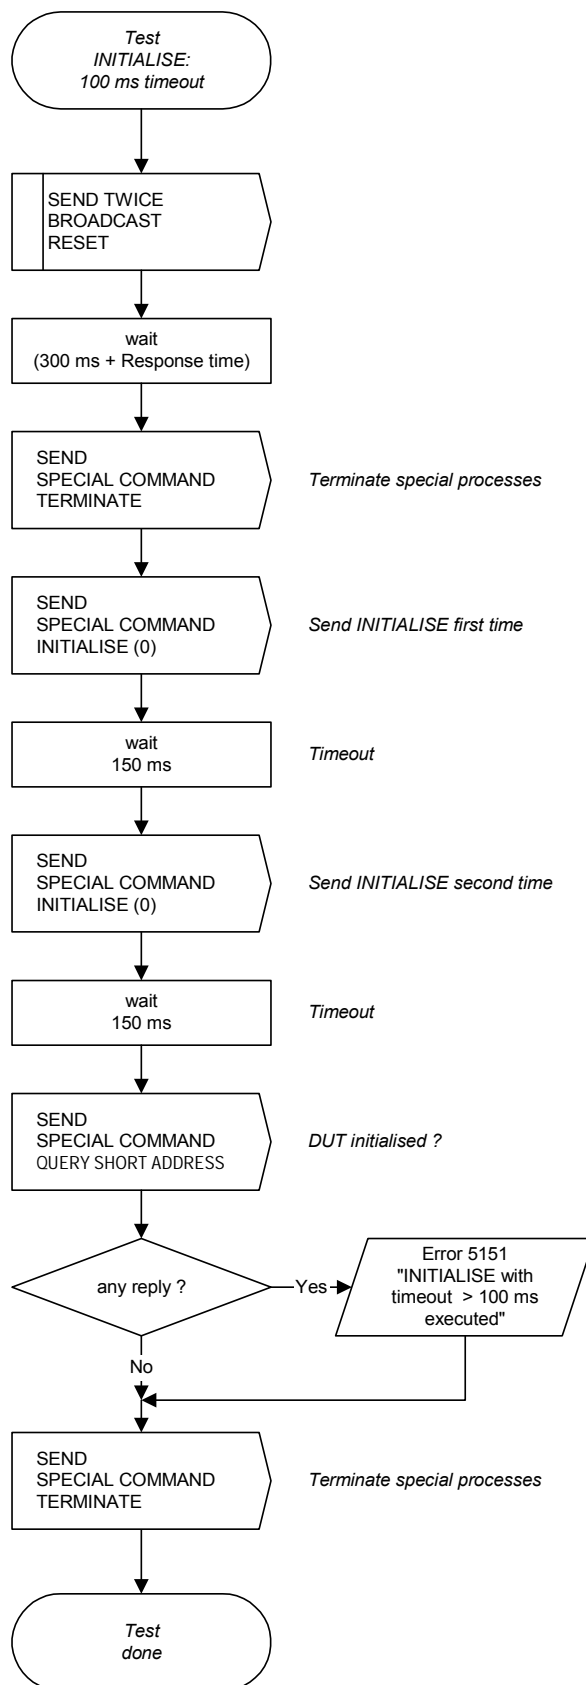 Test
INITIALISE:
100 ms timeout
SEND TWICE
BROADCAST
RESET
wait
(300 ms + Response time)
SEND
SPECIAL COMMAND
TERMINATE
Terminate special processes
SEND
SPECIAL COMMAND
INITIALISE (0)
Send INITIALISE first time
wait
150 ms
Timeout
SEND
SPECIAL COMMAND
INITIALISE (0)
Send INITIALISE second time
wait
150 ms
Timeout
SEND
SPECIAL COMMAND
QUERY SHORT ADDRESS
DUT initialised ?
any reply ?
Yes
Error 5151
"INITIALISE with
timeout > 100 ms
executed"
No
SEND
SPECIAL COMMAND
TERMINATE
Terminate special processes
Test
done